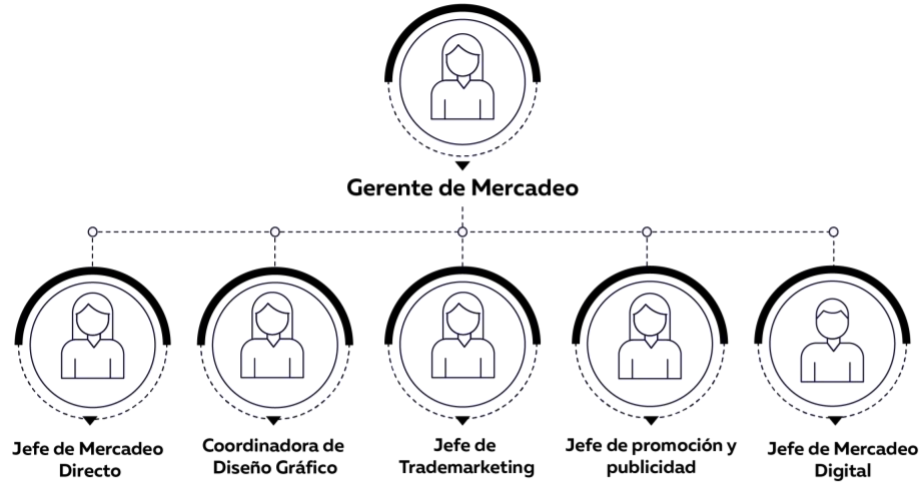 Gerente de Mercadeo
Jefe de Mercadeo
Directo
Coordinadora de
Diseño Gráfico
Jefe de
Trademarketing
Jefe de promoción y
publicidad
Jefe de Mercadeo
Digital